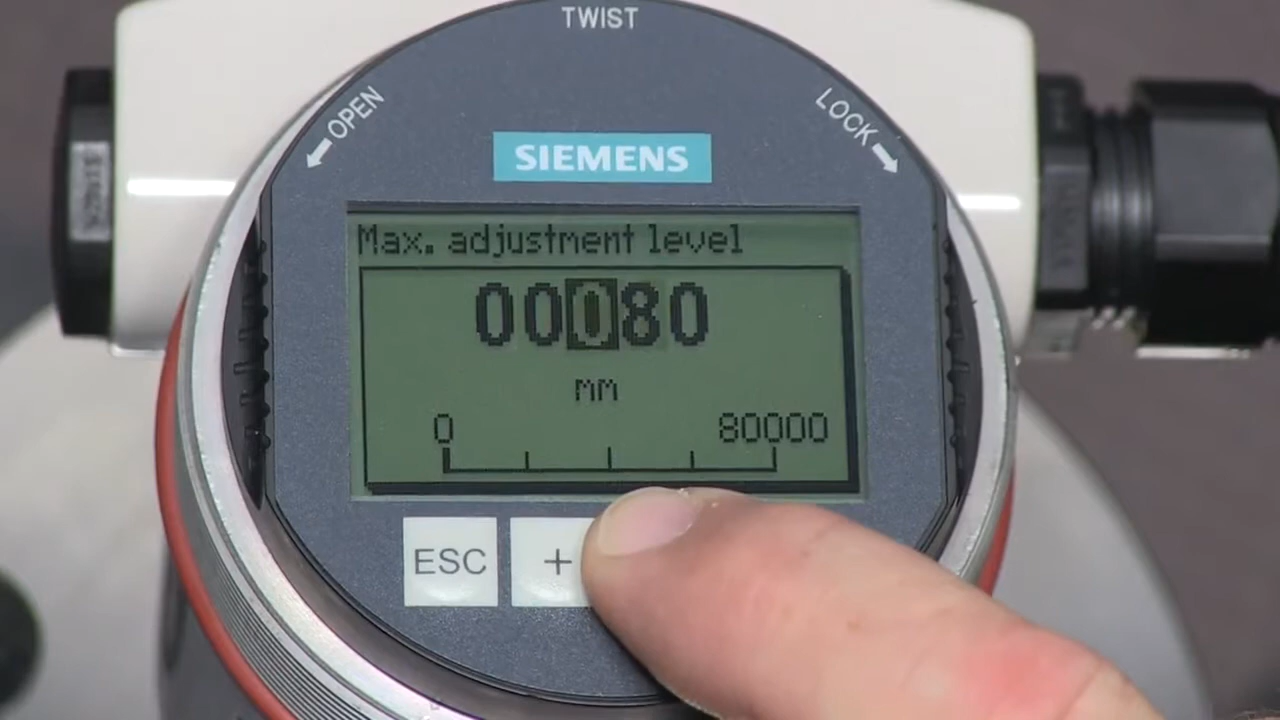 TWIST
OPEN
LOCK
SIEMENS
Max. adjustment level
00080
mm
0 80000
ESC +